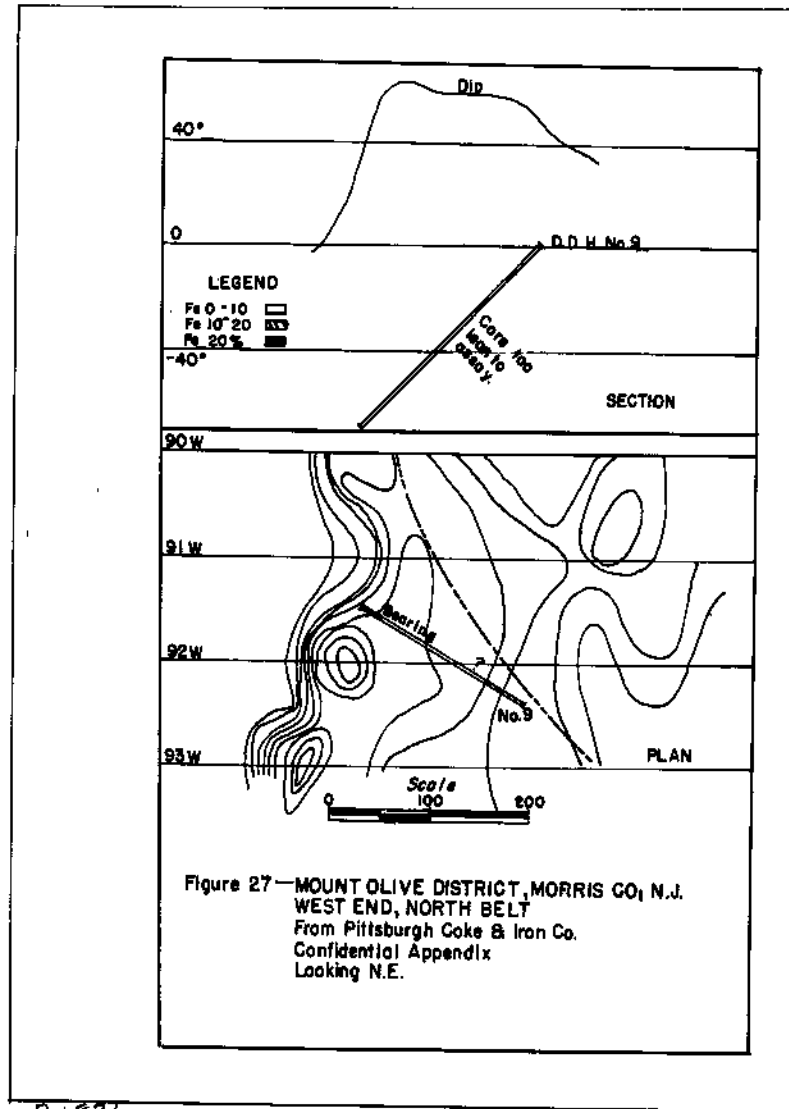 Dip
40°
0
D.D.H. No. 9
LEGEND
Fe 0-10
Fe 10-20
Fe 20%
Core too
lean to
assay.
-40°
SECTION
90W
91W
Bearing
92W
No. 9
93W
PLAN
Scale
0 100 200
Figure 27—MOUNT OLIVE DISTRICT, MORRIS CO., N.J.
WEST END, NORTH BELT
From Pittsburgh Coke & Iron Co.
Confidential Appendix
Looking N.E.